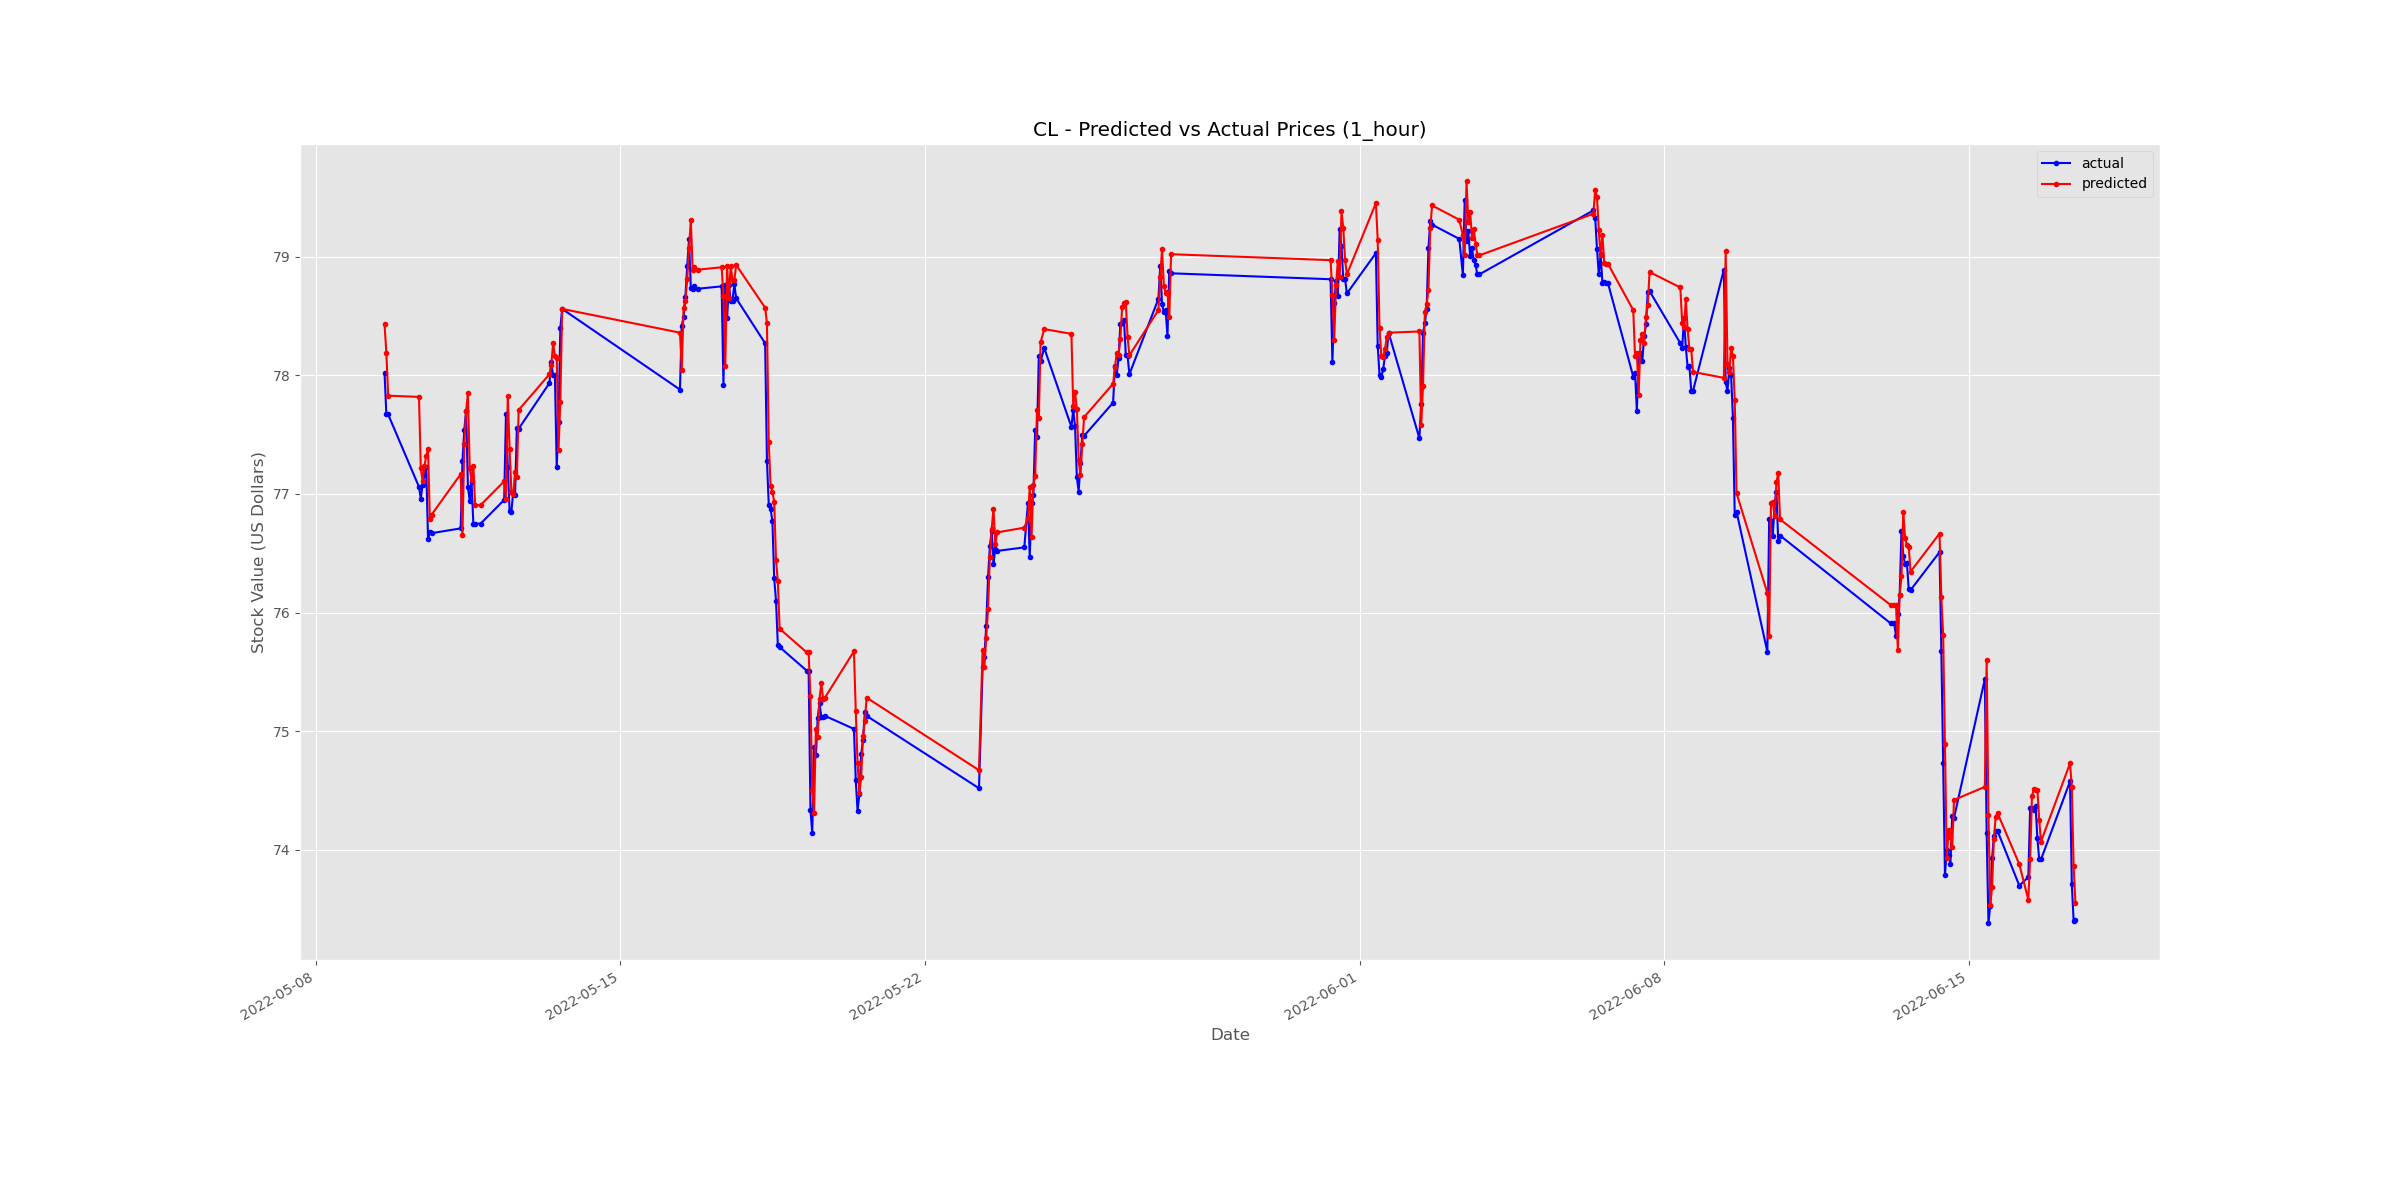 CL - Predicted vs Actual Prices (1_hour)
actual
predicted
Stock Value (US Dollars)
79
78
77
76
75
74
2022-05-08
2022-05-15
2022-05-22
2022-06-01
2022-06-08
2022-06-15
Date